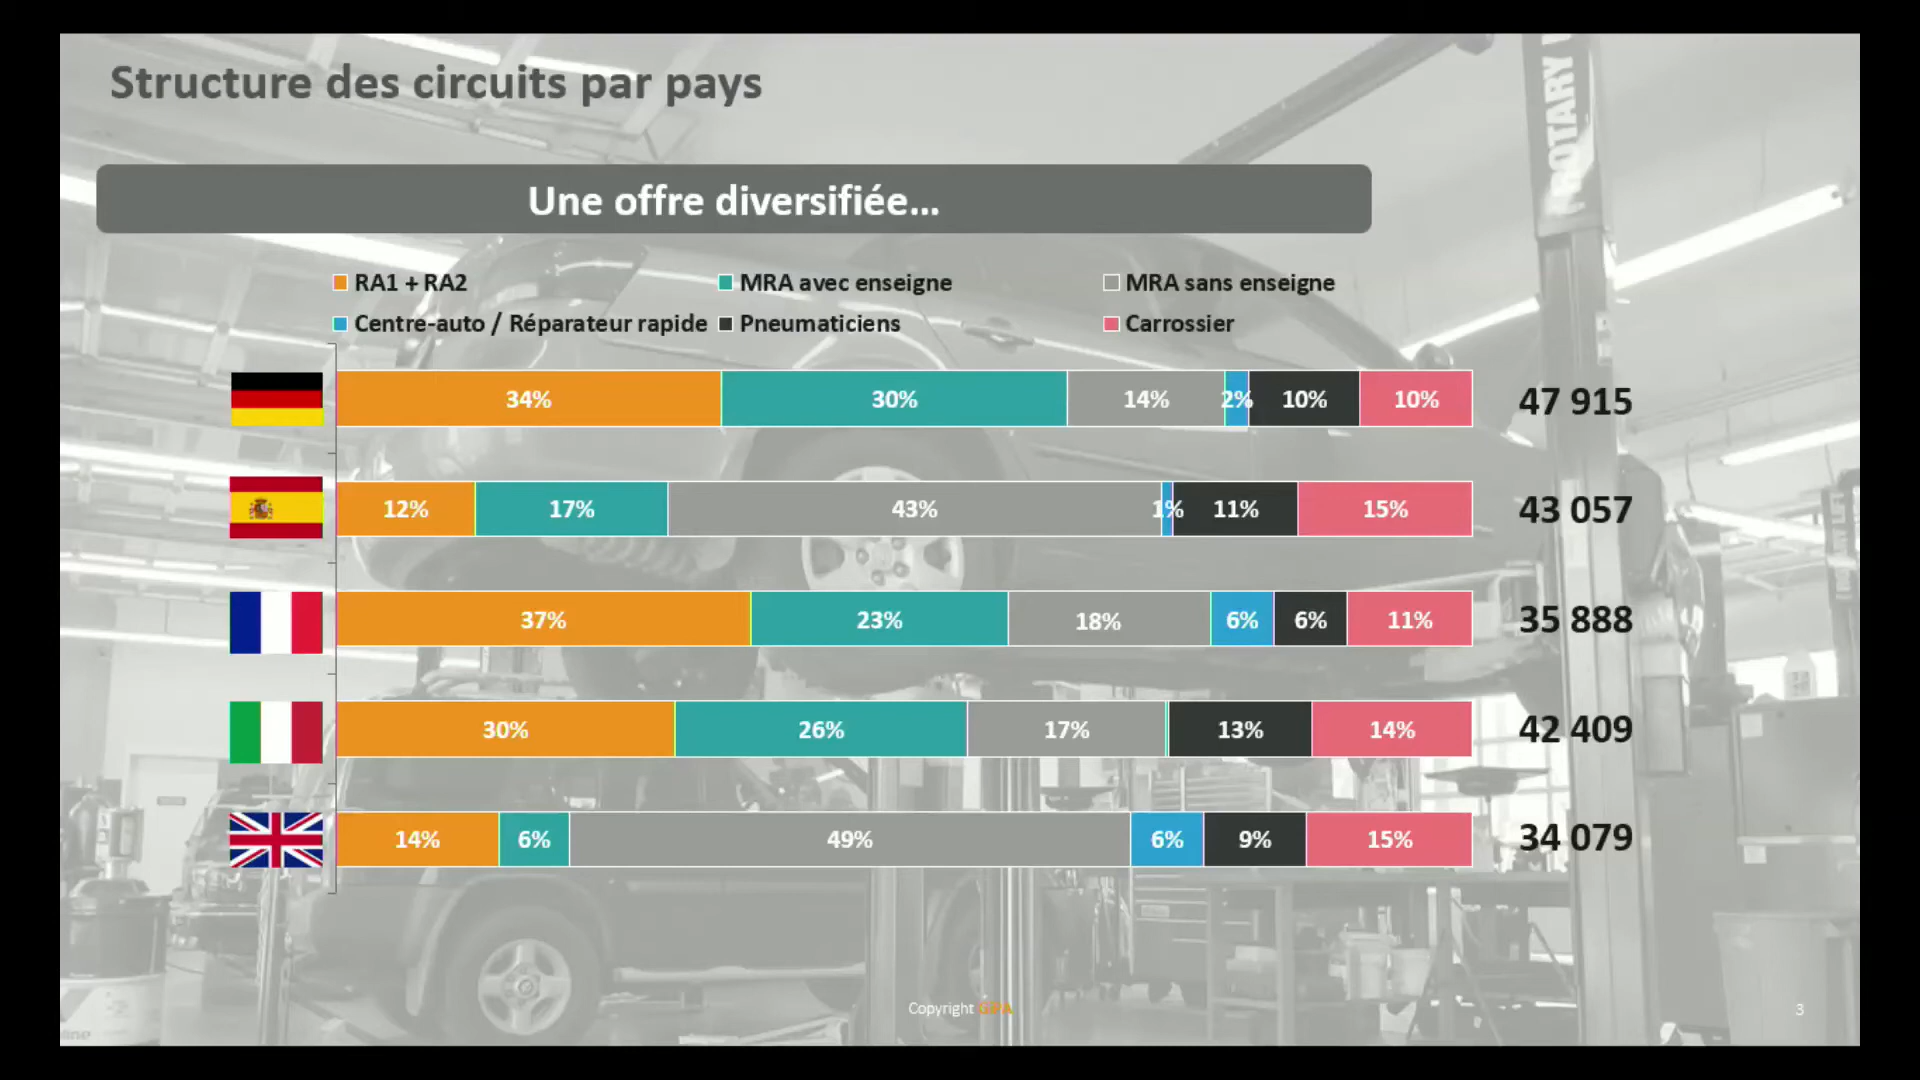 Structure des circuits par pays
ROTARY
Une offre diversifiée...
RA1 + RA2 MRA avec enseigne MRA sans enseigne
Centre-auto / Réparateur rapide Pneumaticiens Carrossier
34% 30% 14% 2% 10% 10% 47 915
12% 17% 43% 1% 11% 15% 43 057
37% 23% 18% 6% 6% 11% 35 888
30% 26% 17% 13% 14% 42 409
14% 6% 49% 6% 9% 15% 34 079
Copyright GiPA
3